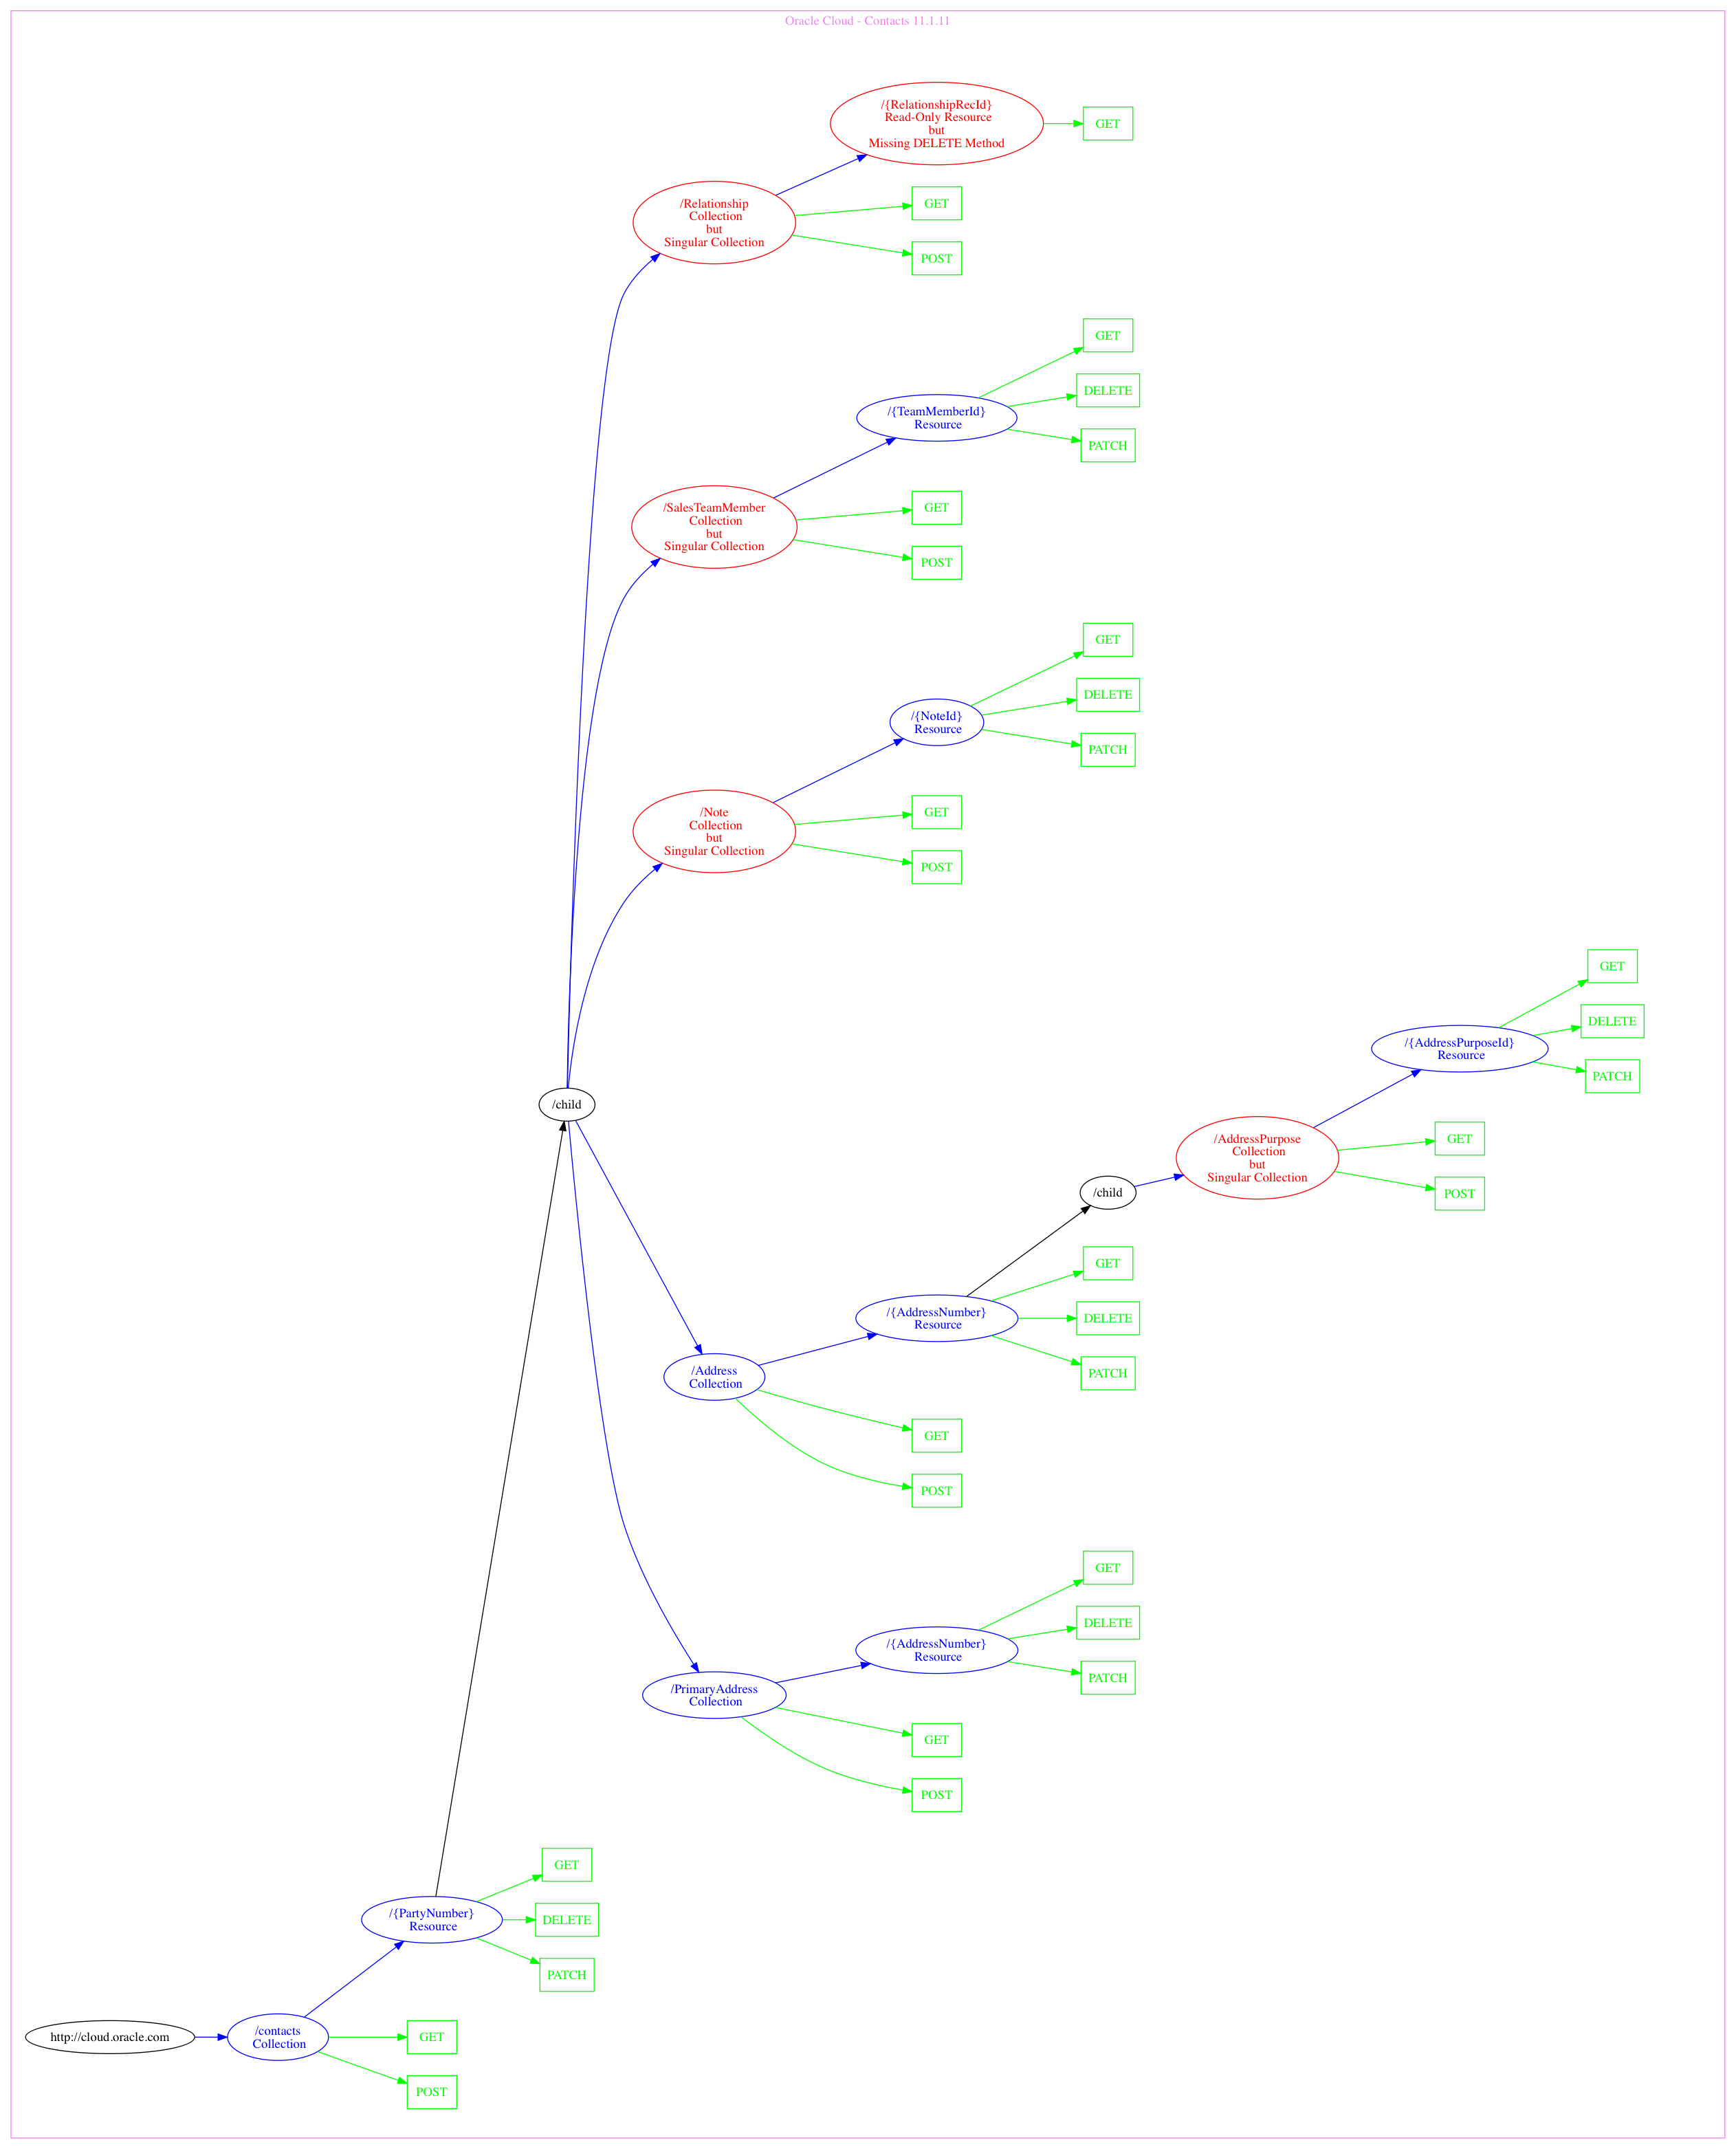 Oracle Cloud - Contacts 11.1.11
/{RelationshipRecId}
Read-Only Resource
but
Missing DELETE Method
GET
/Relationship
Collection
but
Singular Collection
GET
POST
GET
/{TeamMemberId}
Resource
DELETE
PATCH
/SalesTeamMember
Collection
but
Singular Collection
GET
POST
GET
/{NoteId}
Resource
DELETE
PATCH
/Note
Collection
but
Singular Collection
GET
POST
GET
/{AddressPurposeId}
Resource
DELETE
PATCH
/child
/AddressPurpose
Collection
but
Singular Collection
GET
POST
/child
GET
/{AddressNumber}
Resource
DELETE
PATCH
/Address
Collection
GET
POST
GET
/{AddressNumber}
Resource
DELETE
PATCH
/PrimaryAddress
Collection
GET
POST
GET
/{PartyNumber}
Resource
DELETE
PATCH
http://cloud.oracle.com
/contacts
Collection
GET
POST